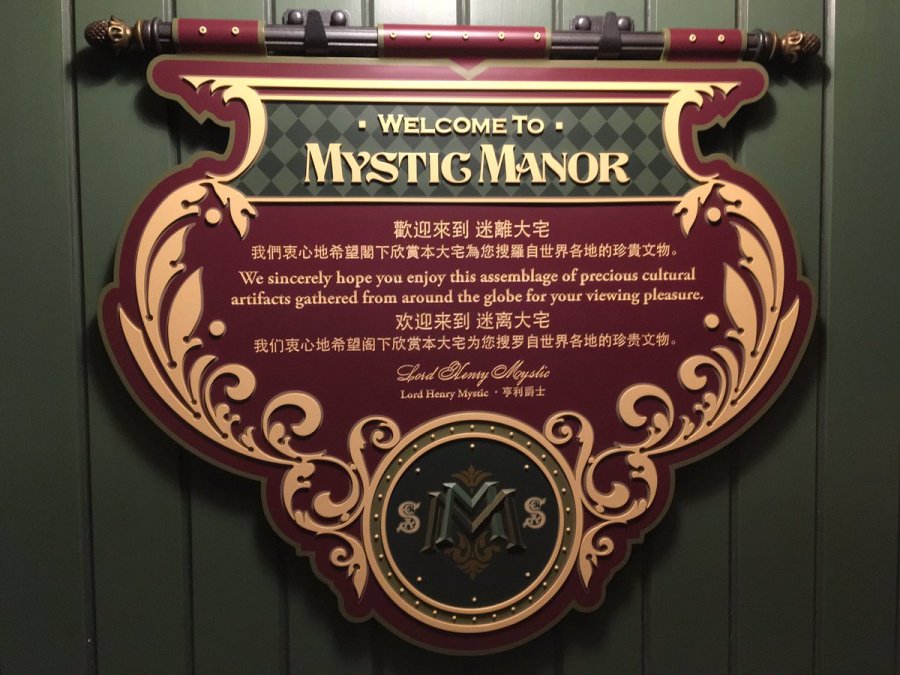 WELCOME TO
MYSTIC MANOR
歡迎來到 迷離大宅
我們衷心地希望閣下欣賞本大宅為您搜羅自世界各地的珍貴文物。
We sincerely hope you enjoy this assemblage of precious cultural
artifacts gathered from around the globe for your viewing pleasure.
欢迎来到 迷离大宅
我们衷心地希望阁下欣赏本大宅为您搜罗自世界各地的珍贵文物。
Lord Henry Mystic
Lord Henry Mystic · 亨利爵士
S MM S